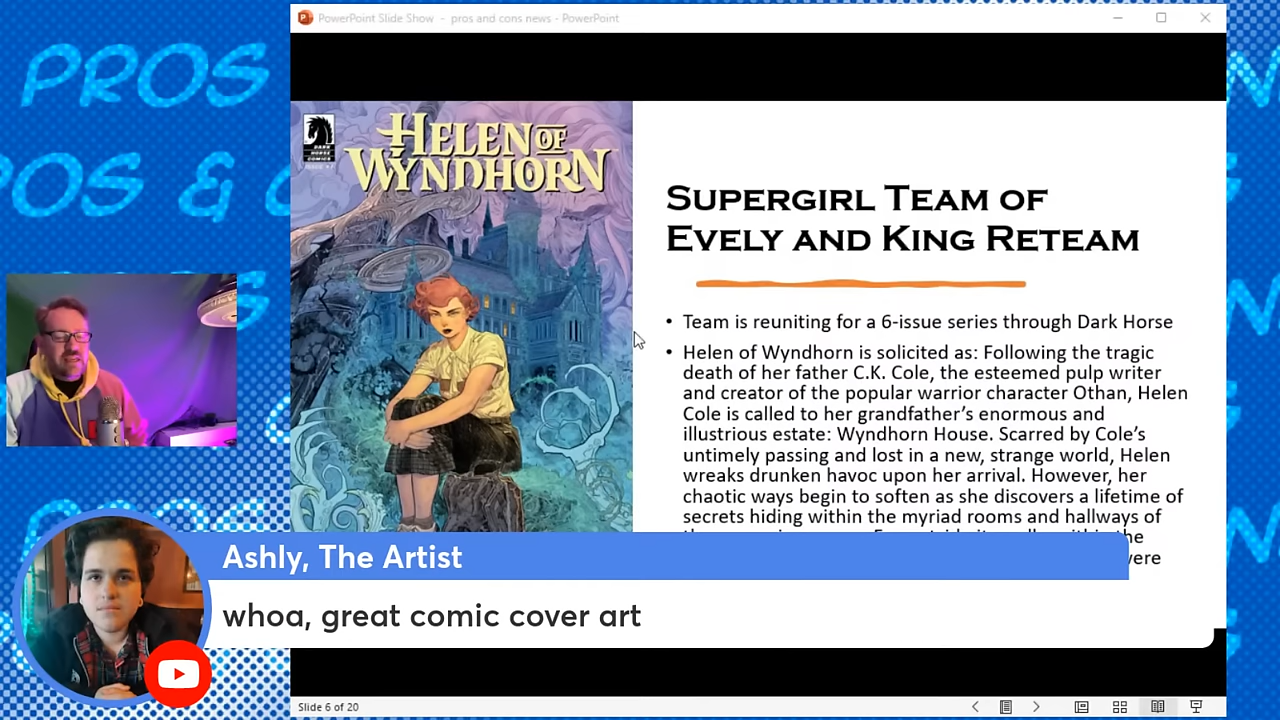 PowerPoint Slide Show - pros and cons news - PowerPoint
PROS
POS & C
DARK
HORSE
COMICS
HELEN OF
WYNDHORN
SUPERGIRL TEAM OF
EVELY AND KING RETEAM
• Team is reuniting for a 6-issue series through Dark Horse
• Helen of Wyndhorn is solicited as: Following the tragic
death of her father C.K. Cole, the esteemed pulp writer
and creator of the popular warrior character Othan, Helen
Cole is called to her grandfather's enormous and
illustrious estate: Wyndhorn House. Scarred by Cole's
untimely passing and lost in a new, strange world, Helen
wreaks drunken havoc upon her arrival. However, her
chaotic ways begin to soften as she discovers a lifetime of
secrets hiding within the myriad rooms and hallways of
Ashly, The Artist
whoa, great comic cover art
Slide 6 of 20